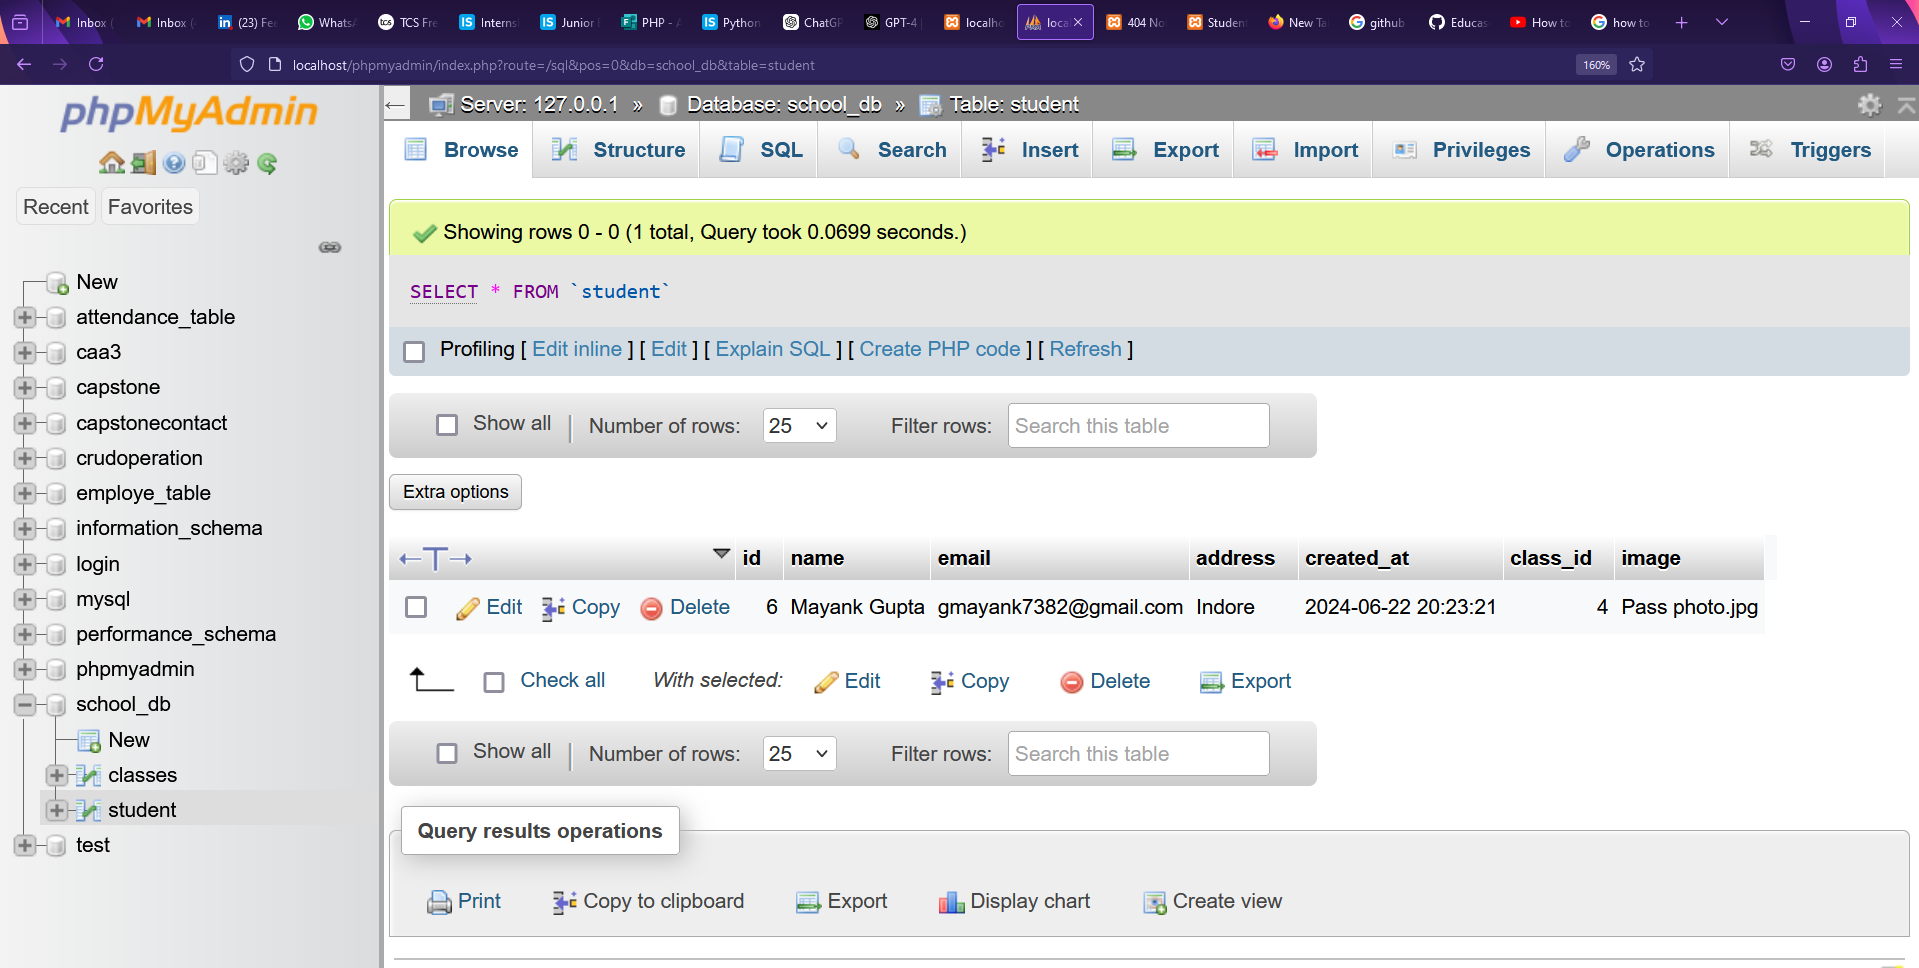 Inbox (
Inbox (
(23) Fee
WhatsA
TCS Fre
Interns
Junior
PHP - A
Python
ChatGP
GPT-4 |
localho
loca
404 No
Student
New Ta
github
Educas
How to
how to
localhost/phpmyadmin/index.php?route=/sql&pos=0&db=school_db&table=student
160%
phpMyAdmin
Recent
Favorites
New
attendance_table
caa3
capstone
capstonecontact
crudoperation
employe_table
information_schema
login
mysql
performance_schema
phpmyadmin
school_db
New
classes
student
test
Server: 127.0.0.1 » Database: school_db » Table: student
Browse Structure SQL Search Insert Export Import Privileges Operations Triggers
Showing rows 0 - 0 (1 total, Query took 0.0699 seconds.)
SELECT * FROM `student`
Profiling [ Edit inline ] [ Edit ] [ Explain SQL ] [ Create PHP code ] [ Refresh ]
Show all | Number of rows: 25 Filter rows: Search this table
Extra options
←T→ id name email address created_at class_id image
Edit Copy Delete 6 Mayank Gupta gmayank7382@gmail.com Indore 2024-06-22 20:23:21 4 Pass photo.jpg
Check all With selected: Edit Copy Delete Export
Show all | Number of rows: 25 Filter rows: Search this table
Query results operations
Print Copy to clipboard Export Display chart Create view